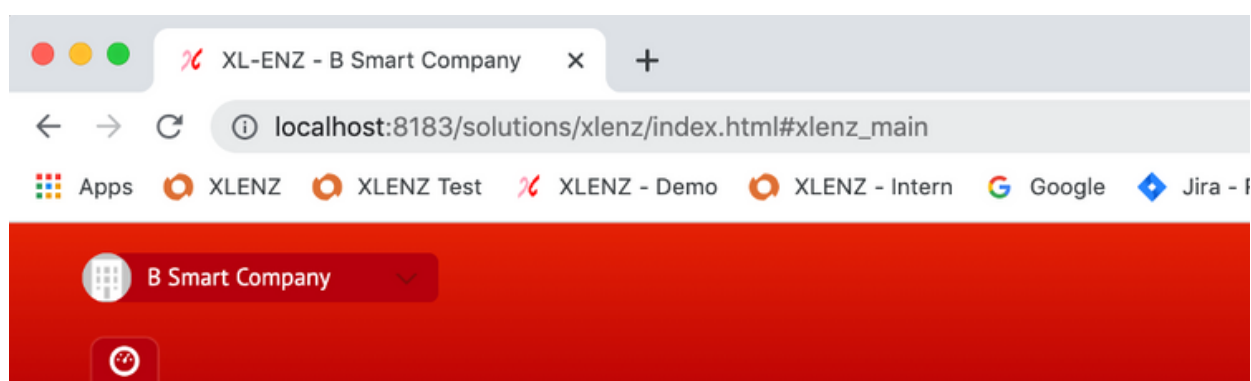 XL-ENZ - B Smart Company
localhost:8183/solutions/xlenz/index.html#xlenz_main
Apps XLENZ XLENZ Test XLENZ - Demo XLENZ - Intern Google Jira -
B Smart Company